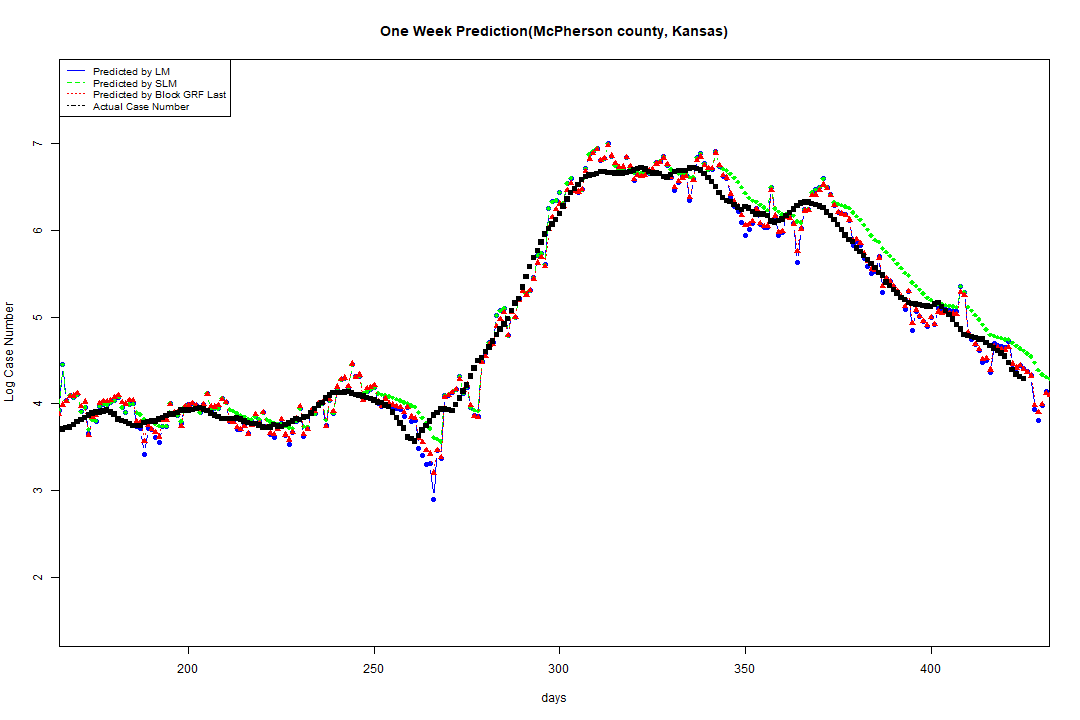 One Week Prediction(McPherson county, Kansas)
Predicted by LM
Predicted by SLM
Predicted by Block GRF Last
Actual Case Number
7
6
5
4
3
2
Log Case Number
200 250 300 350 400
days